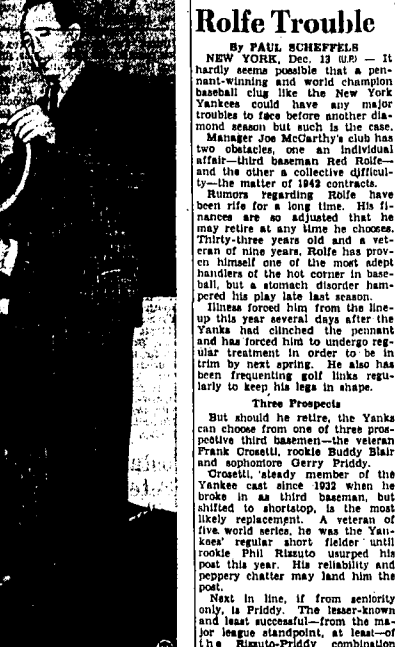 Rolfe Trouble
By PAUL SCHEFFELS
NEW YORK, Dec. 13 (U.P.) — It
hardly seems possible that a pen-
nant-winning and world champion
baseball clug like the New York
Yankees could have any major
troubles to face before another dia-
mond season but such is the case.
Manager Joe McCarthy's club has
two obstacles, one an individual
affair—third baseman Red Rolfe—
and the other a collective difficul-
ty—the matter of 1942 contracts.
Rumors regarding Rolfe have
been rife for a long time. His fi-
nances are so adjusted that he
may retire at any time he chooses.
Thirty-three years old and a vet-
eran of nine years, Rolfe has prov-
en himself one of the most adept
handlers of the hot corner in base-
ball, but a stomach disorder ham-
pered his play late last season.
Illness forced him from the line-
up this year several days after the
Yanks had clinched the pennant
and has forced him to undergo reg-
ular treatment in order to be in
trim by next spring. He also has
been frequenting golf links regu-
larly to keep his legs in shape.
Three Prospects
But should he retire, the Yanks
can choose from one of three pros-
pective third basemen—the veteran
Frank Crosetti, rookie Buddy Blair
and sophomore Gerry Priddy.
Crosetti, steady member of the
Yankee cast since 1932 when he
broke in as third baseman, but
shifted to shortstop, is the most
likely replacement. A veteran of
five world series, he was the Yan-
kees' regular short fielder until
rookie Phil Rizzuto usurped his
post this year. His reliability and
peppery chatter may land him the
post.
Next in line, if from seniority
only, is Priddy. The lesser-known
and least successful—from the ma-
jor league standpoint, at least—of
the Rizzuto-Priddy combination